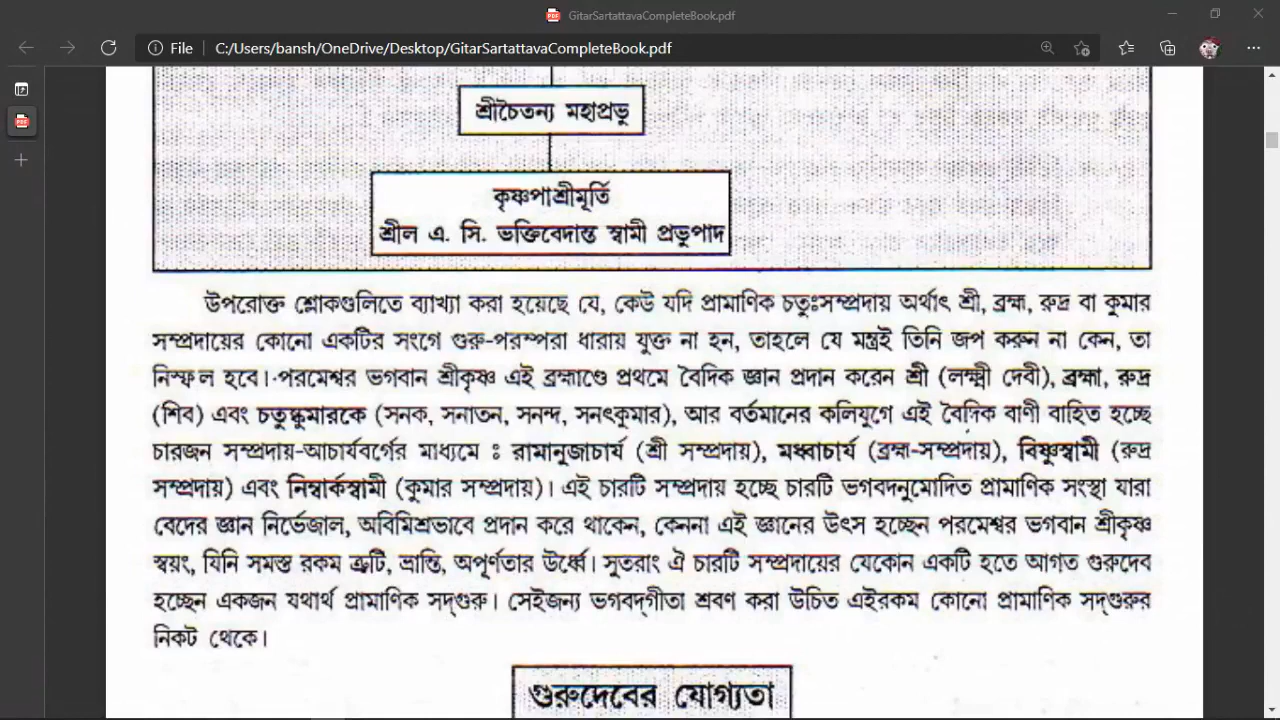 GitarSartattavaCompleteBook.pdf
File C:/Users/bansh/OneDrive/Desktop/GitarSartattavaCompleteBook.pdf
শ্রীচৈতন্য মহাপ্রভু
কৃষ্ণপাশ্রীমূর্তি
শ্রীল এ. সি. ভক্তিবেদান্ত স্বামী প্রভুপাদ
উপরোক্ত শ্লোকগুলিতে ব্যাখ্যা করা হয়েছে যে, কেউ যদি প্রামাণিক চতুঃসম্প্রদায় অর্থাৎ শ্রী, ব্রহ্ম, রুদ্র বা কুমার
সম্প্রদায়ের কোনো একটির সংগে গুরু-পরম্পরা ধারায় যুক্ত না হন, তাহলে যে মন্ত্রই তিনি জপ করুন না কেন, তা
নিস্ফল হবে। পরমেশ্বর ভগবান শ্রীকৃষ্ণ এই ব্রহ্মাণ্ডে প্রথমে বৈদিক জ্ঞান প্রদান করেন শ্রী (লক্ষ্মী দেবী), ব্রহ্মা, রুদ্র
(শিব) এবং চতুষ্কুমারকে (সনক, সনাতন, সনন্দ, সনৎকুমার), আর বর্তমানের কলিযুগে এই বৈদিক বাণী বাহিত হচ্ছে
চারজন সম্প্রদায়-আচার্যবর্গের মাধ্যমে ঃ রামানুজাচার্য (শ্রী সম্প্রদায়), মধ্বাচার্য (ব্রহ্মা-সম্প্রদায়), বিষ্ণুস্বামী (রুদ্র
সম্প্রদায়) এবং নিম্বার্কস্বামী (কুমার সম্প্রদায়)। এই চারটি সম্প্রদায় হচ্ছে চারটি ভগবদনুমোদিত প্রামাণিক সংস্থা যারা
বেদের জ্ঞান নির্ভেজাল, অবিমিশ্রভাবে প্রদান করে থাকেন, কেননা এই জ্ঞানের উৎস হচ্ছেন পরমেশ্বর ভগবান শ্রীকৃষ্ণ
স্বয়ং, যিনি সমস্ত রকম ত্রুটি, ভ্রান্তি, অপূর্ণতার উর্ধ্বে। সুতরাং ঐ চারটি সম্প্রদায়ের যেকোন একটি হতে আগত গুরুদেব
হচ্ছেন একজন যথার্থ প্রামাণিক সদ্‌গুরু। সেইজন্য ভগবদ্‌গীতা শ্রবণ করা উচিত এইরকম কোনো প্রামাণিক সদ্‌গুরুর
নিকট থেকে।
গুরুদেবের যোগ্যতা